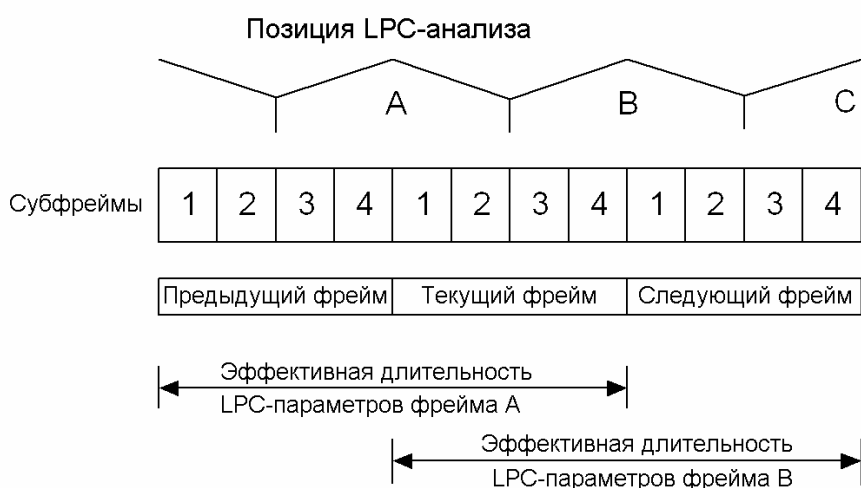 Позиция LPC-анализа
A B C
Субфреймы 1 2 3 4 1 2 3 4 1 2 3 4
Предыдущий фрейм Текущий фрейм Следующий фрейм
Эффективная длительность
LPC-параметров фрейма A
Эффективная длительность
LPC-параметров фрейма B